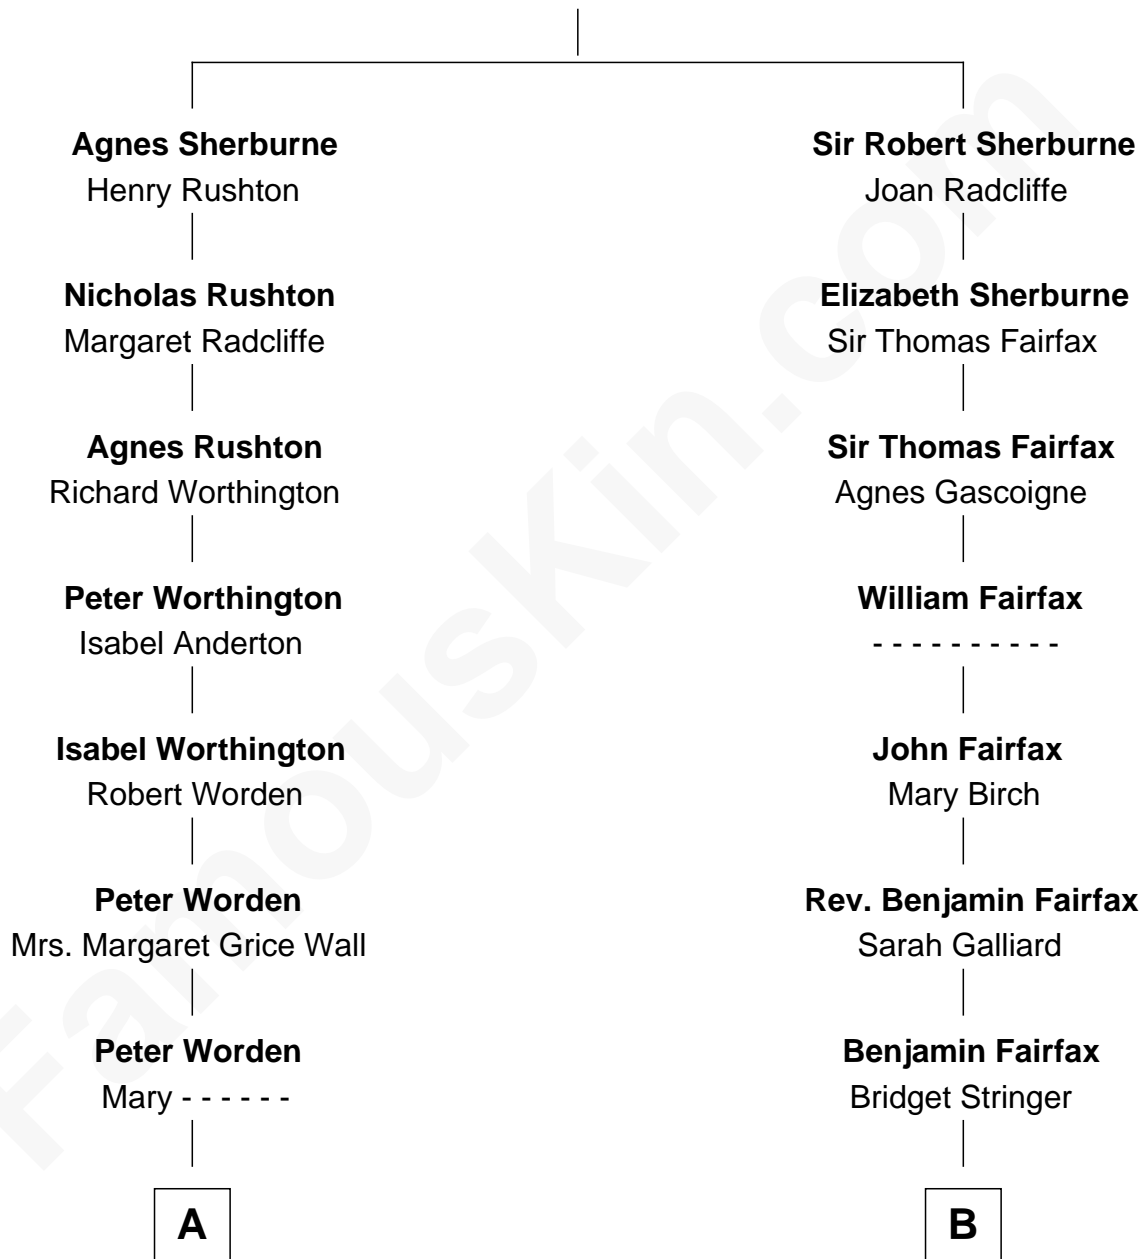 Agnes Sherburne
Henry Rushton
Nicholas Rushton
Margaret Radcliffe
Agnes Rushton
Richard Worthington
Peter Worthington
Isabel Anderton
Isabel Worthington
Robert Worden
Peter Worden
Mrs. Margaret Grice Wall
Peter Worden
Mary - - - - - -
A
Sir Robert Sherburne
Joan Radcliffe
Elizabeth Sherburne
Sir Thomas Fairfax
Sir Thomas Fairfax
Agnes Gascoigne
William Fairfax
- - - - - - - - - -
John Fairfax
Mary Birch
Rev. Benjamin Fairfax
Sarah Galliard
Benjamin Fairfax
Bridget Stringer
B
FamousKin.com